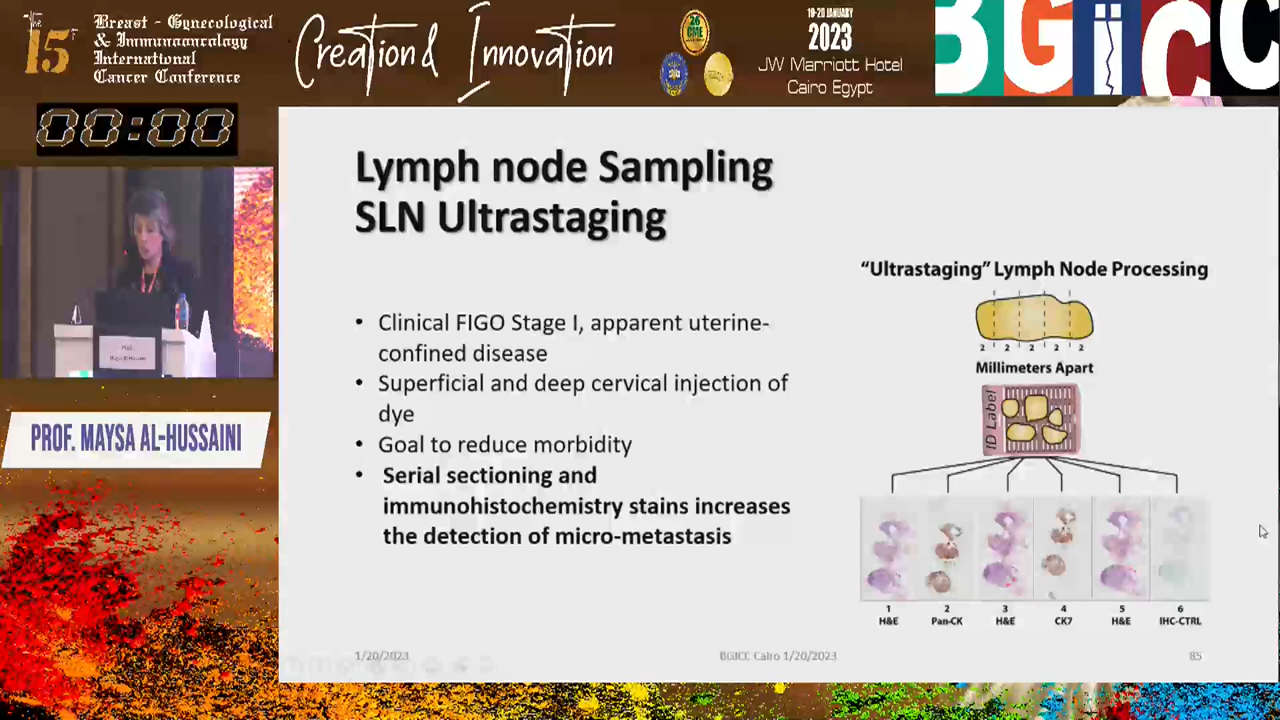 The
15th
Breast - Gynecological
& Immunooncology
International
Cancer Conference
Creation & Innovation
26
CME
19-20 JANUARY
2023
JW Marriott Hotel
Cairo Egypt
BGICC
00:00
PROF. MAYSA AL-HUSSAINI
Lymph node Sampling
SLN Ultrastaging
• Clinical FIGO Stage I, apparent uterine-
confined disease
• Superficial and deep cervical injection of
dye
• Goal to reduce morbidity
• Serial sectioning and
immunohistochemistry stains increases
the detection of micro-metastasis
“Ultrastaging” Lymph Node Processing
2 2 2 2 2
Millimeters Apart
ID Label
1 2 3 4 5 6
H&E Pan-CK H&E CK7 H&E IHC-CTRL
1/20/2023
BGICC Cairo 1/20/2023
85